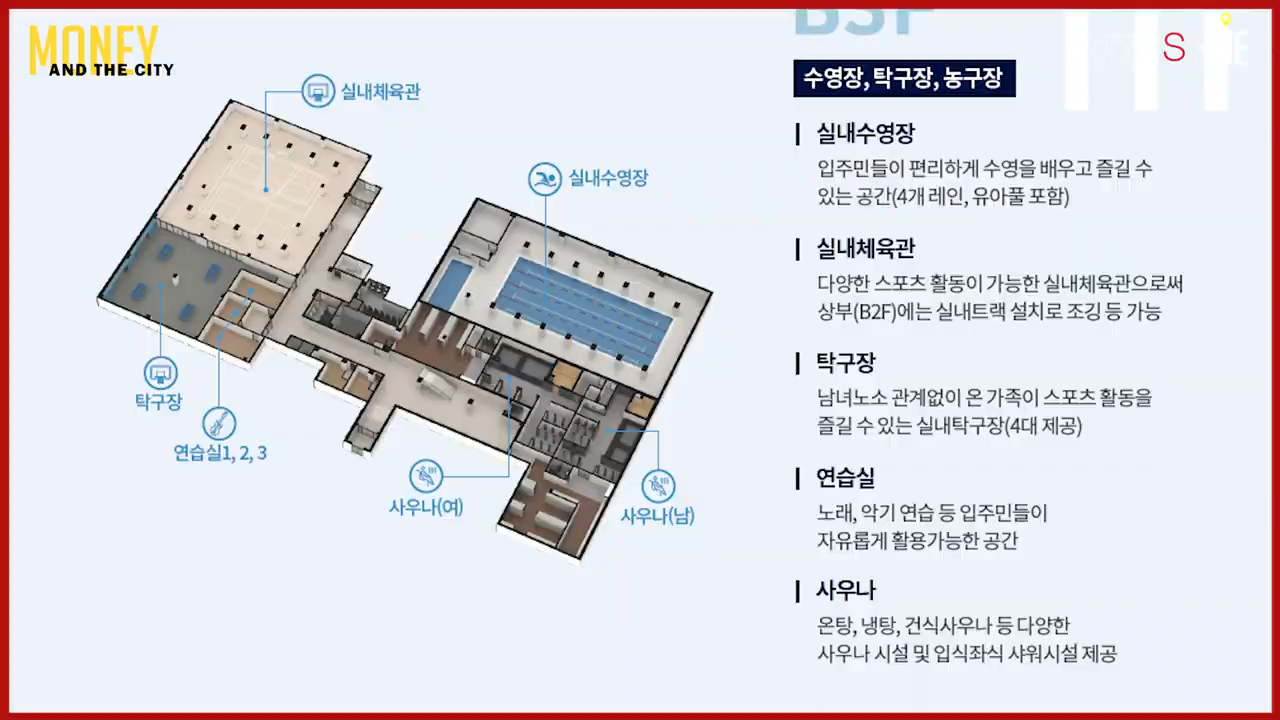 MONEY
AND THE CITY
B3F
수영장, 탁구장, 농구장
실내체육관
실내수영장
탁구장
연습실1, 2, 3
사우나(여)
사우나(남)
실내수영장
입주민들이 편리하게 수영을 배우고 즐길 수
있는 공간(4개 레인, 유아풀 포함)
실내체육관
다양한 스포츠 활동이 가능한 실내체육관으로써
상부(B2F)에는 실내트랙 설치로 조깅 등 가능
탁구장
남녀노소 관계없이 온 가족이 스포츠 활동을
즐길 수 있는 실내탁구장(4대 제공)
연습실
노래, 악기 연습 등 입주민들이
자유롭게 활용가능한 공간
사우나
온탕, 냉탕, 건식사우나 등 다양한
사우나 시설 및 입식좌식 샤워시설 제공